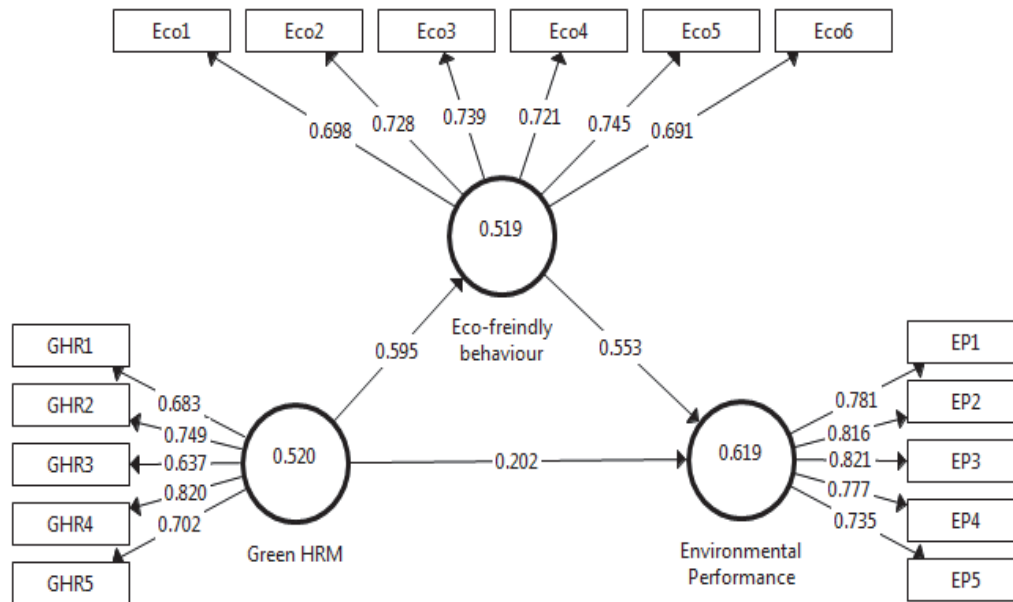 Eco1 Eco2 Eco3 Eco4 Eco5 Eco6
0.698 0.728 0.739 0.721 0.745 0.691
0.519
Eco-freindly
behaviour
0.595 0.553
GHR1
GHR2
GHR3
GHR4
GHR5
0.683
0.749
0.637
0.820
0.702
0.520
Green HRM
0.202
0.619
Environmental
Performance
0.781
0.816
0.821
0.777
0.735
EP1
EP2
EP3
EP4
EP5